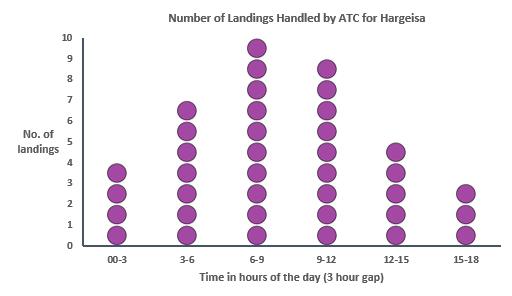 Number of Landings Handled by ATC for Hargeisa
10
9
8
7
6
5
4
3
2
1
0
No. of
landings
00-3 3-6 6-9 9-12 12-15 15-18
Time in hours of the day (3 hour gap)